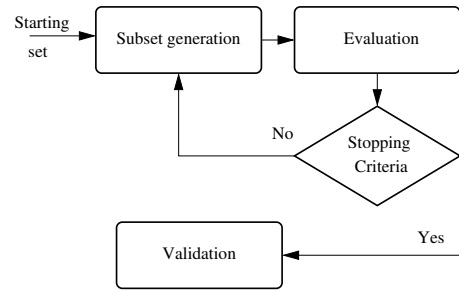 Starting
set
Subset generation
Evaluation
No
Stopping
Criteria
Validation
Yes